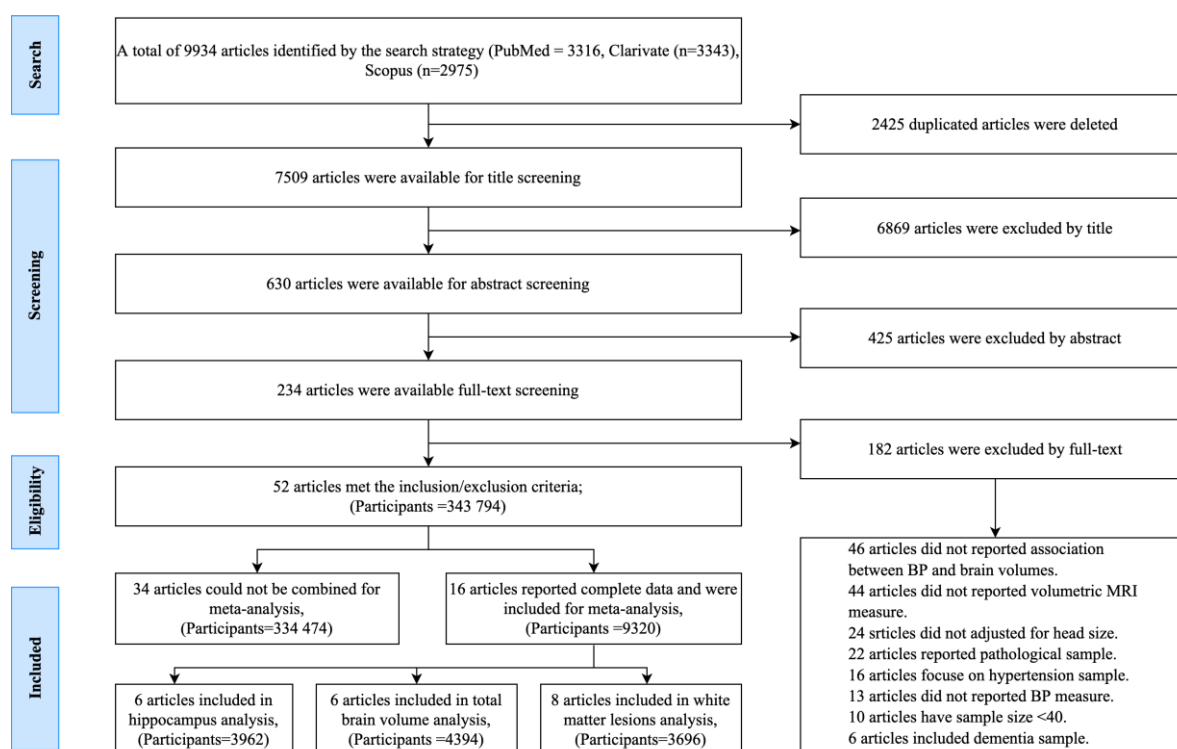 Search
A total of 9934 articles identified by the search strategy (PubMed = 3316, Clarivate (n=3343),
Scopus (n=2975)
2425 duplicated articles were deleted
Screening
7509 articles were available for title screening
6869 articles were excluded by title
630 articles were available for abstract screening
425 articles were excluded by abstract
234 articles were available full-text screening
182 articles were excluded by full-text
Eligibility
52 articles met the inclusion/exclusion criteria;
(Participants =343 794)
46 articles did not reported association
between BP and brain volumes.
44 articles did not reported volumetric MRI
measure.
24 srticles did not adjusted for head size.
22 articles reported pathological sample.
16 articles focus on hypertension sample.
13 articles did not reported BP measure.
10 articles have sample size <40.
6 articles included dementia sample.
Included
34 articles could not be combined for
meta-analysis,
(Participants=334 474)
16 articles reported complete data and were
included for meta-analysis,
(Participants =9320)
6 articles included in
hippocampus analysis,
(Participants=3962)
6 articles included in total
brain volume analysis,
(Participants =4394)
8 articles included in white
matter lesions analysis,
(Participants=3696)